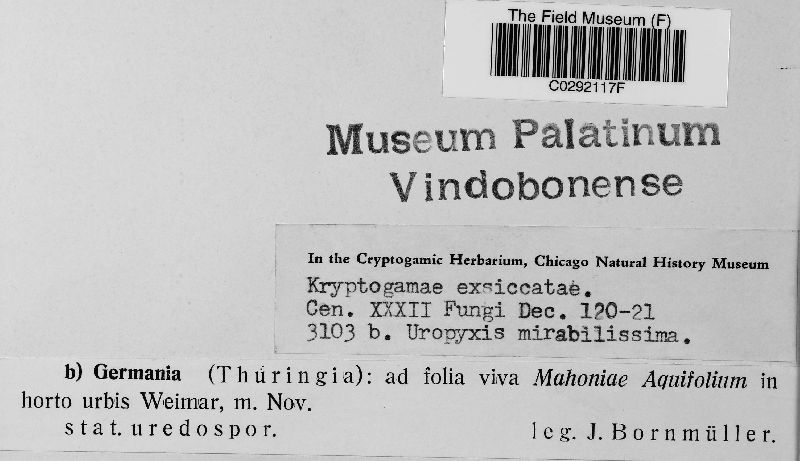 The Field Museum (F)
C0292117F
Museum Palatinum
Vindobonense
In the Cryptogamic Herbarium, Chicago Natural History Museum
Kryptogamae exsiccatae.
Cen. XXXII Fungi Dec. 120-21
3103 b. Uropyxis mirabilissima.
b) Germania (Thüringia): ad folia viva Mahoniae Aquifolium in
horto urbis Weimar, m. Nov.
stat. uredospor. leg. J. Bornmüller.